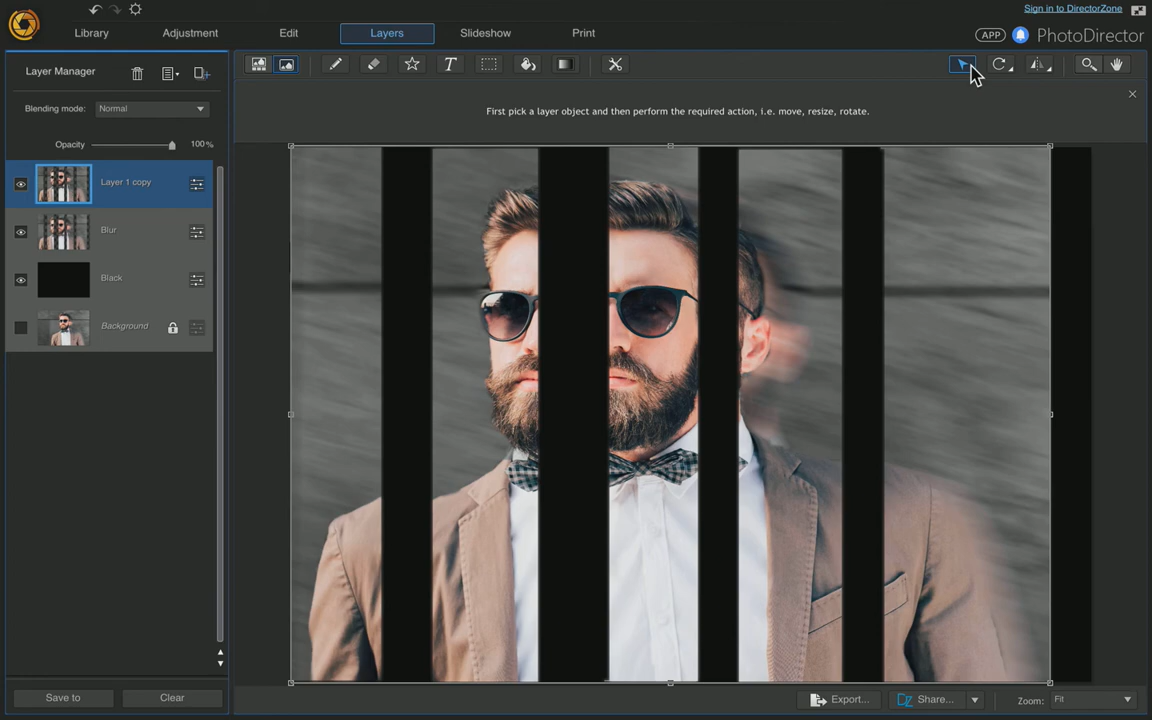 Sign in to DirectorZone
Library
Adjustment
Edit
Layers
Slideshow
Print
APP
PhotoDirector
Layer Manager
T
First pick a layer object and then perform the required action, i.e. move, resize, rotate.
Blending mode:
Normal
Opacity
100%
Layer 1 copy
Blur
Black
Background
Save to
Clear
Export...
Share...
Zoom:
Fit